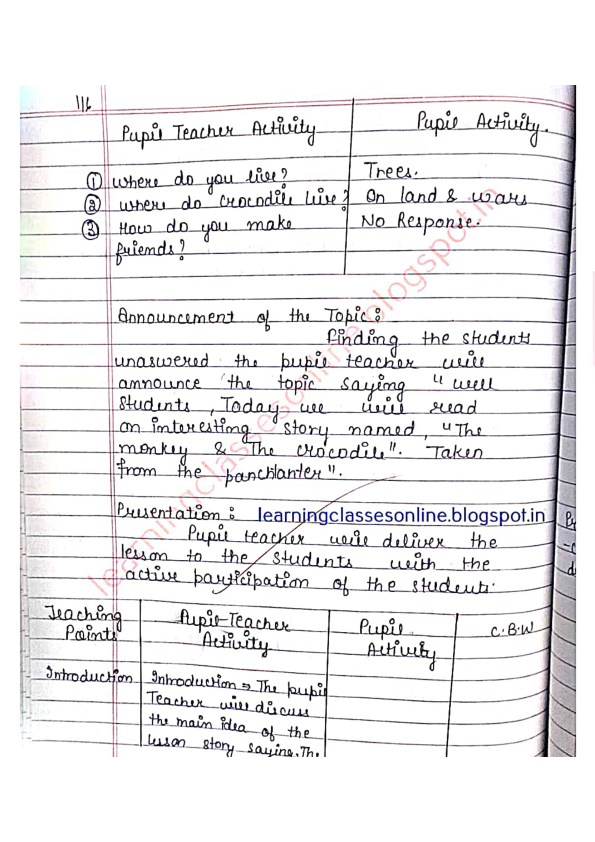 116
Pupil Teacher Activity
Pupil Activity.
① Where do you live?
Trees.
② Where do Crocodile live?
On land & wars
③ How do you make
No Response.
friends?
Announcement of the Topic :
Finding the students
unaswered the pupil teacher will
announce the topic saying " well
students, Today we will read
an interesting story named, "The
monkey & The crocodile". Taken
from the panchtanter".
Presentation : learningclassesonline.blogspot.in
Pupil teacher will deliver the
lesson to the students with the
active participation of the students.
Teaching
Points
Pupil-Teacher
Activity
Pupil
Activity
C.B.W
Introduction
Introduction ⇒ The pupil
Teacher will discuss
the main idea of the
lesson story saying, The
learningclassesonline.blogspot.in